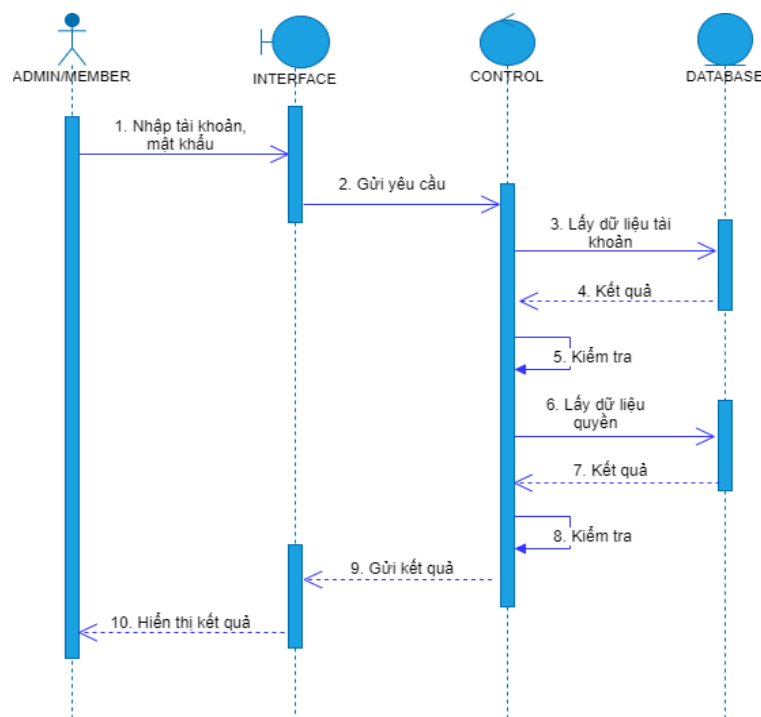 ADMIN/MEMBER
INTERFACE
CONTROL
DATABASE
1. Nhập tài khoản,
mật khẩu
2. Gửi yêu cầu
3. Lấy dữ liệu tài
khoản
4. Kết quả
5. Kiểm tra
6. Lấy dữ liệu
quyền
7. Kết quả
8. Kiểm tra
9. Gửi kết quả
10. Hiển thị kết quả